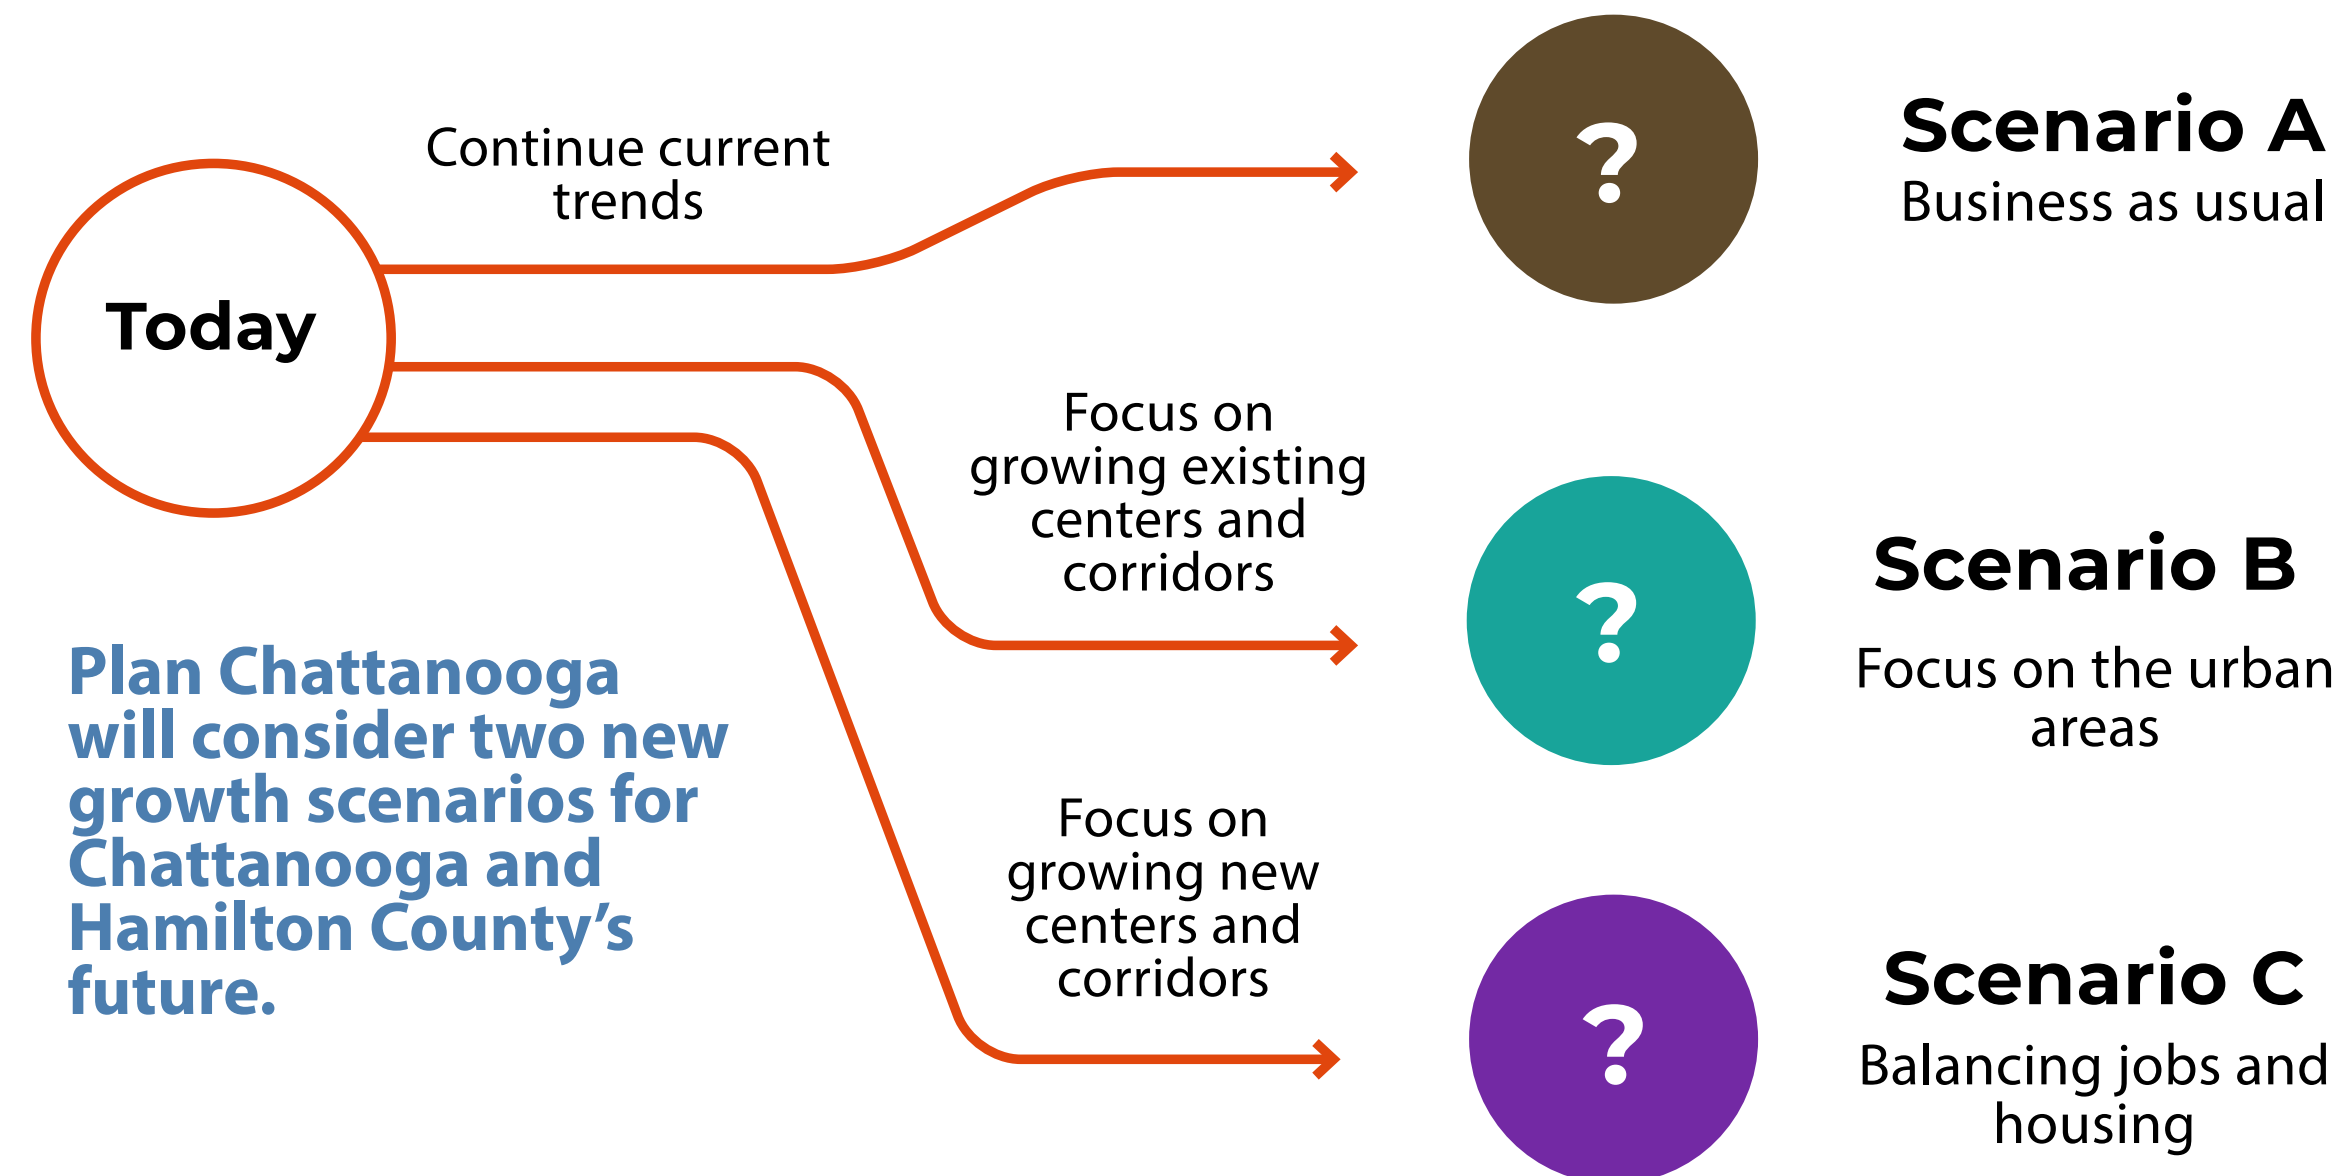 Continue current
trends
?
Scenario A
Business as usual
Today
Focus on
growing existing
centers and
corridors
?
Scenario B
Focus on the urban
areas
Plan Chattanooga
will consider two new
growth scenarios for
Chattanooga and
Hamilton County’s
future.
Focus on
growing new
centers and
corridors
?
Scenario C
Balancing jobs and
housing